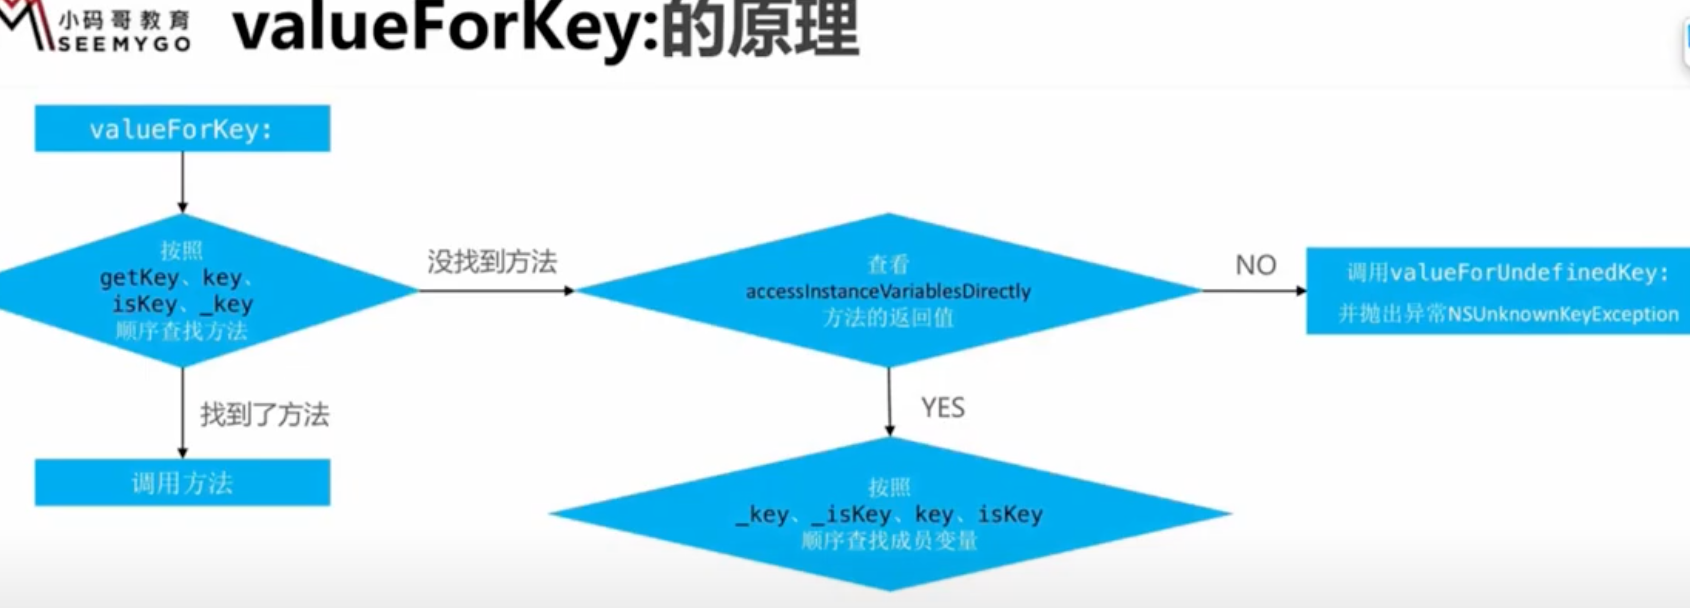 小码哥教育
SEEMYGO
valueForKey:的原理
valueForKey:
按照
getKey、key、
isKey、_key
顺序查找方法
没找到方法
查看
accessInstanceVariablesDirectly
方法的返回值
NO
调用valueForUndefinedKey:
并抛出异常NSUnknownKeyException
找到了方法
调用方法
YES
按照
_key、_isKey、key、isKey
顺序查找成员变量